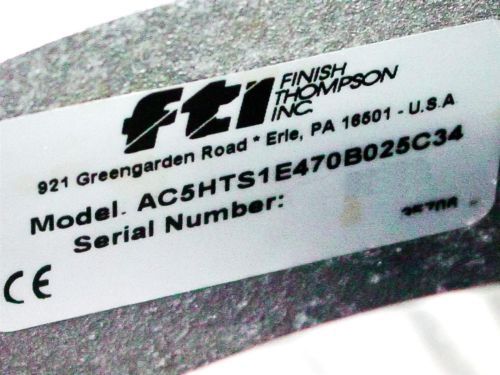 fti FINISH
THOMPSON
INC.
921 Greengarden Road * Erie, PA 16501 - U.S.A
Model. AC5HTS1E470B025C34
Serial Number:
CE